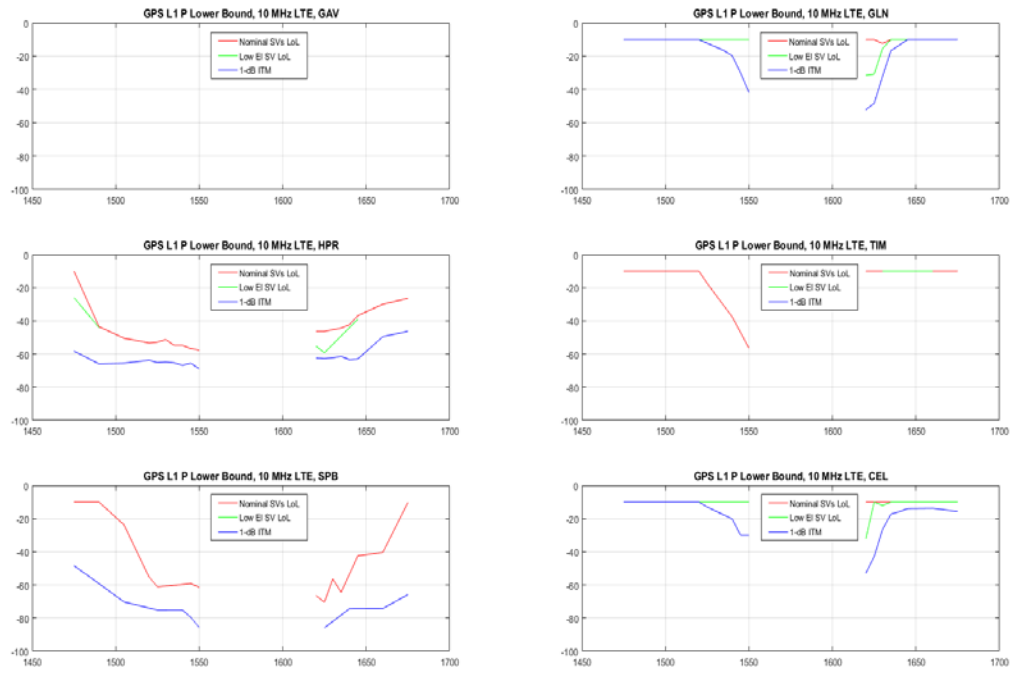 GPS L1 P Lower Bound, 10 MHz LTE, GAV
Nominal SVs LoL
Low El SV LoL
1-dB ITM
0
-20
-40
-60
-80
-100
1450 1500 1550 1600 1650 1700
GPS L1 P Lower Bound, 10 MHz LTE, GLN
Nominal SVs LoL
Low El SV LoL
1-dB ITM
0
-20
-40
-60
-80
-100
1450 1500 1550 1600 1650 1700
GPS L1 P Lower Bound, 10 MHz LTE, HPR
Nominal SVs LoL
Low El SV LoL
1-dB ITM
0
-20
-40
-60
-80
-100
1450 1500 1550 1600 1650 1700
GPS L1 P Lower Bound, 10 MHz LTE, TIM
Nominal SVs LoL
Low El SV LoL
1-dB ITM
0
-20
-40
-60
-80
-100
1450 1500 1550 1600 1650 1700
GPS L1 P Lower Bound, 10 MHz LTE, SPB
Nominal SVs LoL
Low El SV LoL
1-dB ITM
0
-20
-40
-60
-80
-100
1450 1500 1550 1600 1650 1700
GPS L1 P Lower Bound, 10 MHz LTE, CEL
Nominal SVs LoL
Low El SV LoL
1-dB ITM
0
-20
-40
-60
-80
-100
1450 1500 1550 1600 1650 1700